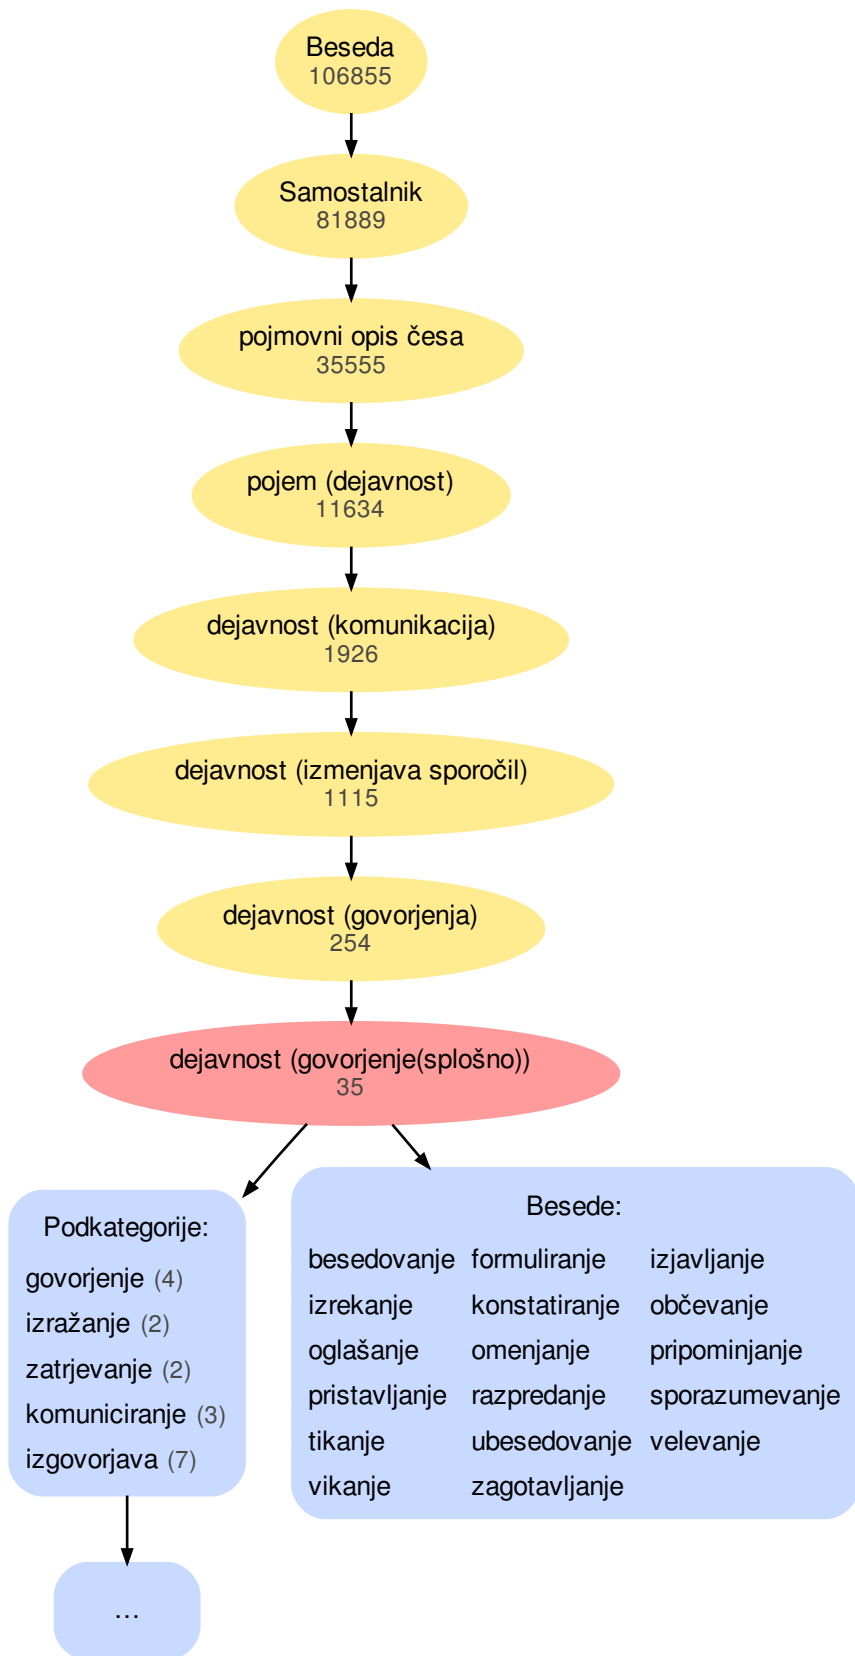 Beseda
106855
Samostalnik
81889
pojmovni opis česa
35555
pojem (dejavnost)
11634
dejavnost (komunikacija)
1926
dejavnost (izmenjava sporočil)
1115
dejavnost (govorjenja)
254
dejavnost (govorjenje(splošno))
35
Podkategorije:
govorjenje (4)
izražanje (2)
zatrjevanje (2)
komuniciranje (3)
izgovorjava (7)
...
Besede:
besedovanje formuliranje izjavljanje
izrekanje konstatiranje občevanje
oglašanje omenjanje pripominjanje
pristavljanje razpredanje sporazumevanje
tikanje ubesedovanje velevanje
vikanje zagotavljanje